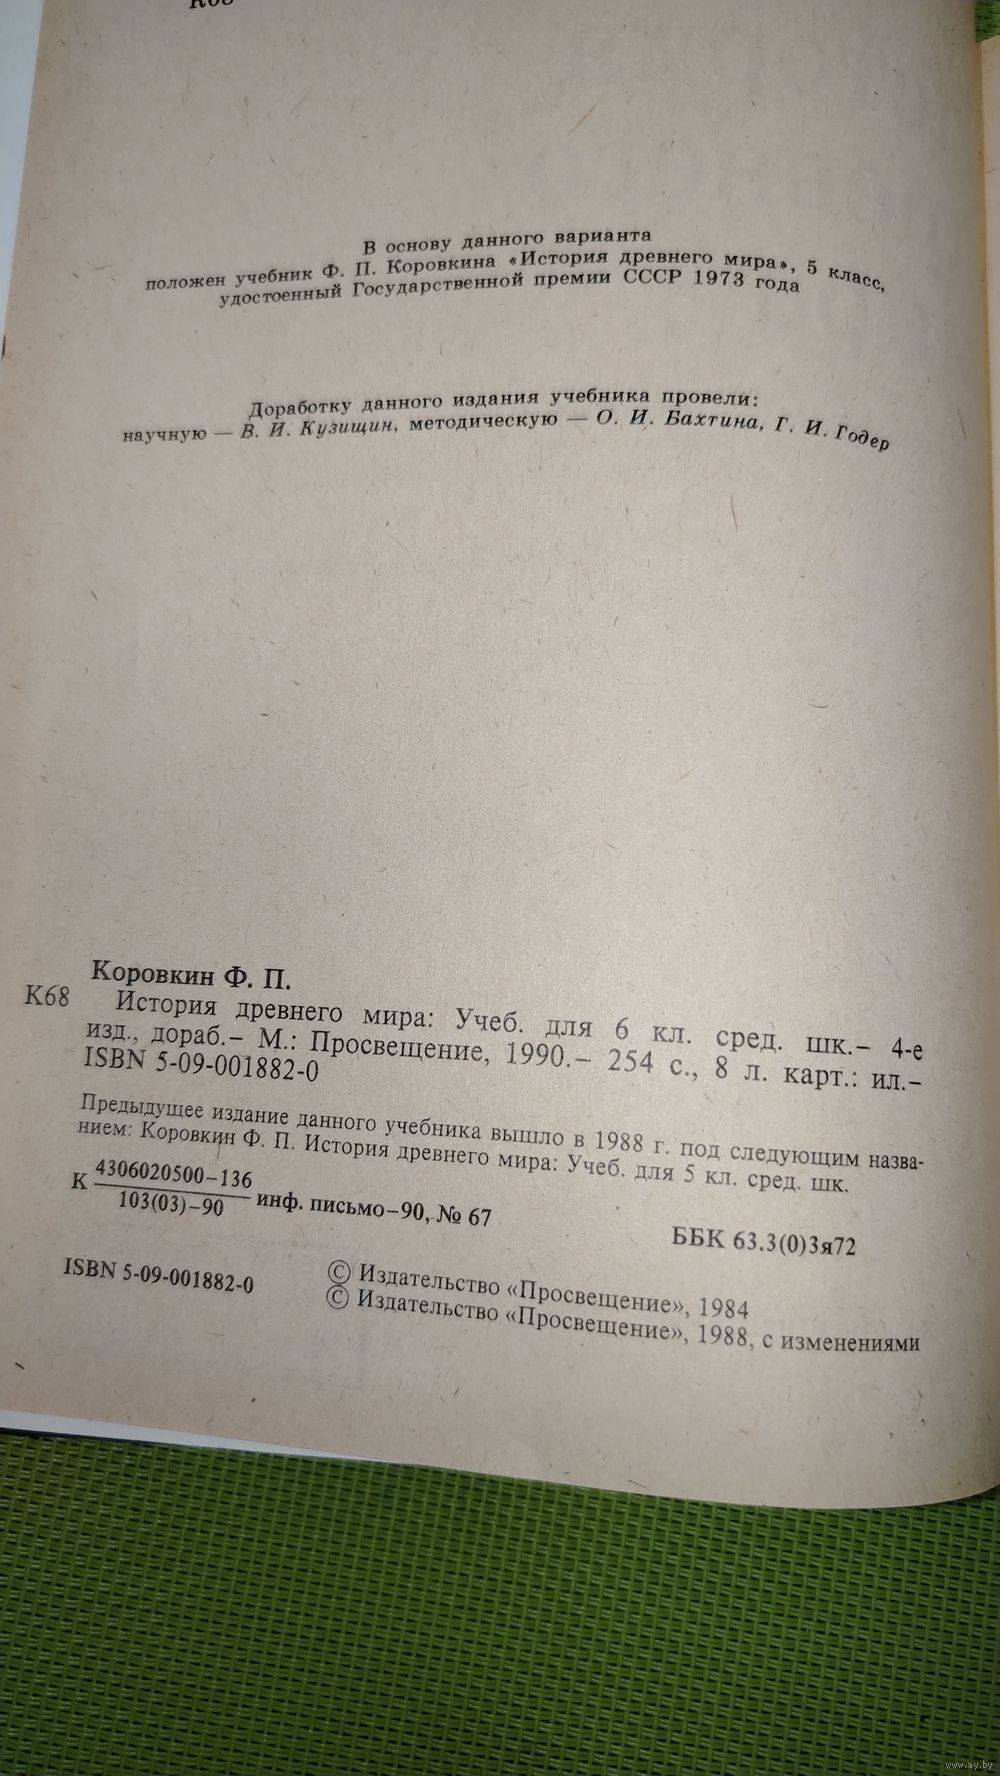 К68
В основу данного варианта
положен учебник Ф. П. Коровкина «История древнего мира», 5 класс,
удостоенный Государственной премии СССР 1973 года
Доработку данного издания учебника провели:
научную — В. И. Кузищин, методическую — О. И. Бахтина, Г. И. Годер
Коровкин Ф. П.
К68 История древнего мира: Учеб. для 6 кл. сред. шк.– 4-е
изд., дораб.– М.: Просвещение, 1990.– 254 с., 8 л. карт.: ил.–
ISBN 5-09-001882-0
Предыдущее издание данного учебника вышло в 1988 г. под следующим назва-
нием: Коровкин Ф. П. История древнего мира: Учеб. для 5 кл. сред. шк.
К 4306020500–136
103(03)–90 инф. письмо–90, № 67
ББК 63.3(0)3я72
ISBN 5-09-001882-0
© Издательство «Просвещение», 1984
© Издательство «Просвещение», 1988, с изменениями
www.ay.by